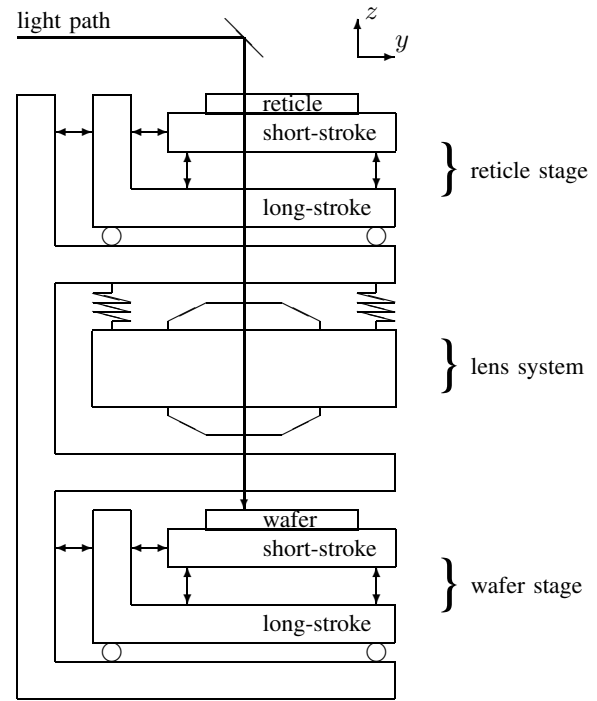 light path
z
y
reticle
short-stroke
long-stroke
} reticle stage
} lens system
wafer
short-stroke
long-stroke
} wafer stage